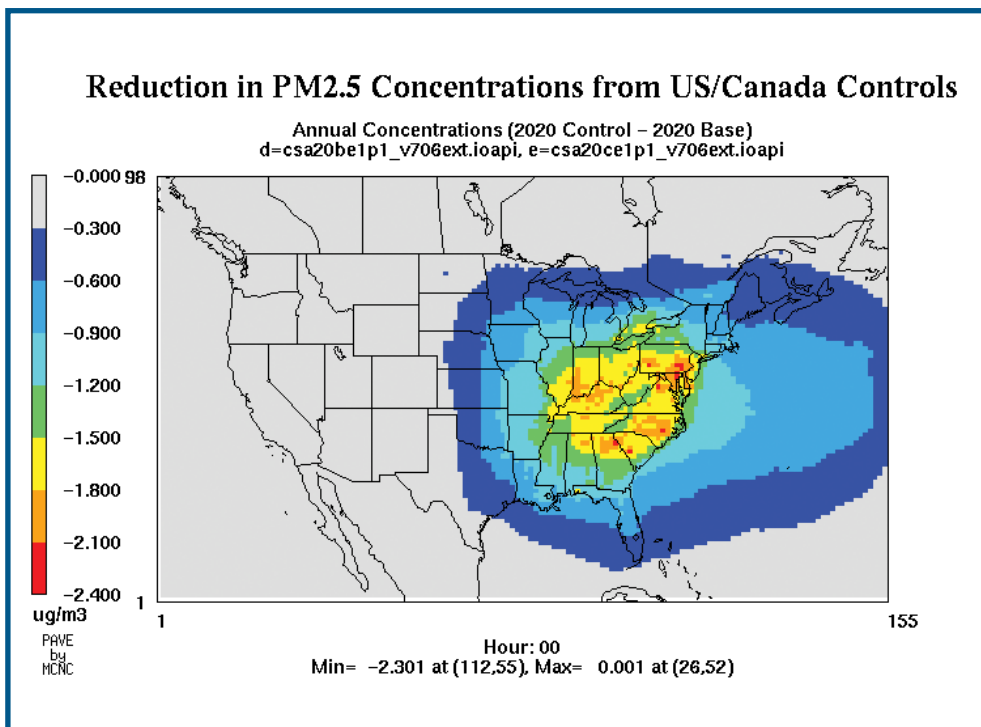 Reduction in PM2.5 Concentrations from US/Canada Controls
Annual Concentrations (2020 Control – 2020 Base)
d=csa20be1p1_v706ext.ioapi, e=csa20ce1p1_v706ext.ioapi
−0.000
98
−0.300
−0.600
−0.900
−1.200
−1.500
−1.800
−2.100
−2.400
1
ug/m3
1
155
PAVE
by
MCNC
Hour: 00
Min= −2.301 at (112,55), Max= 0.001 at (26,52)